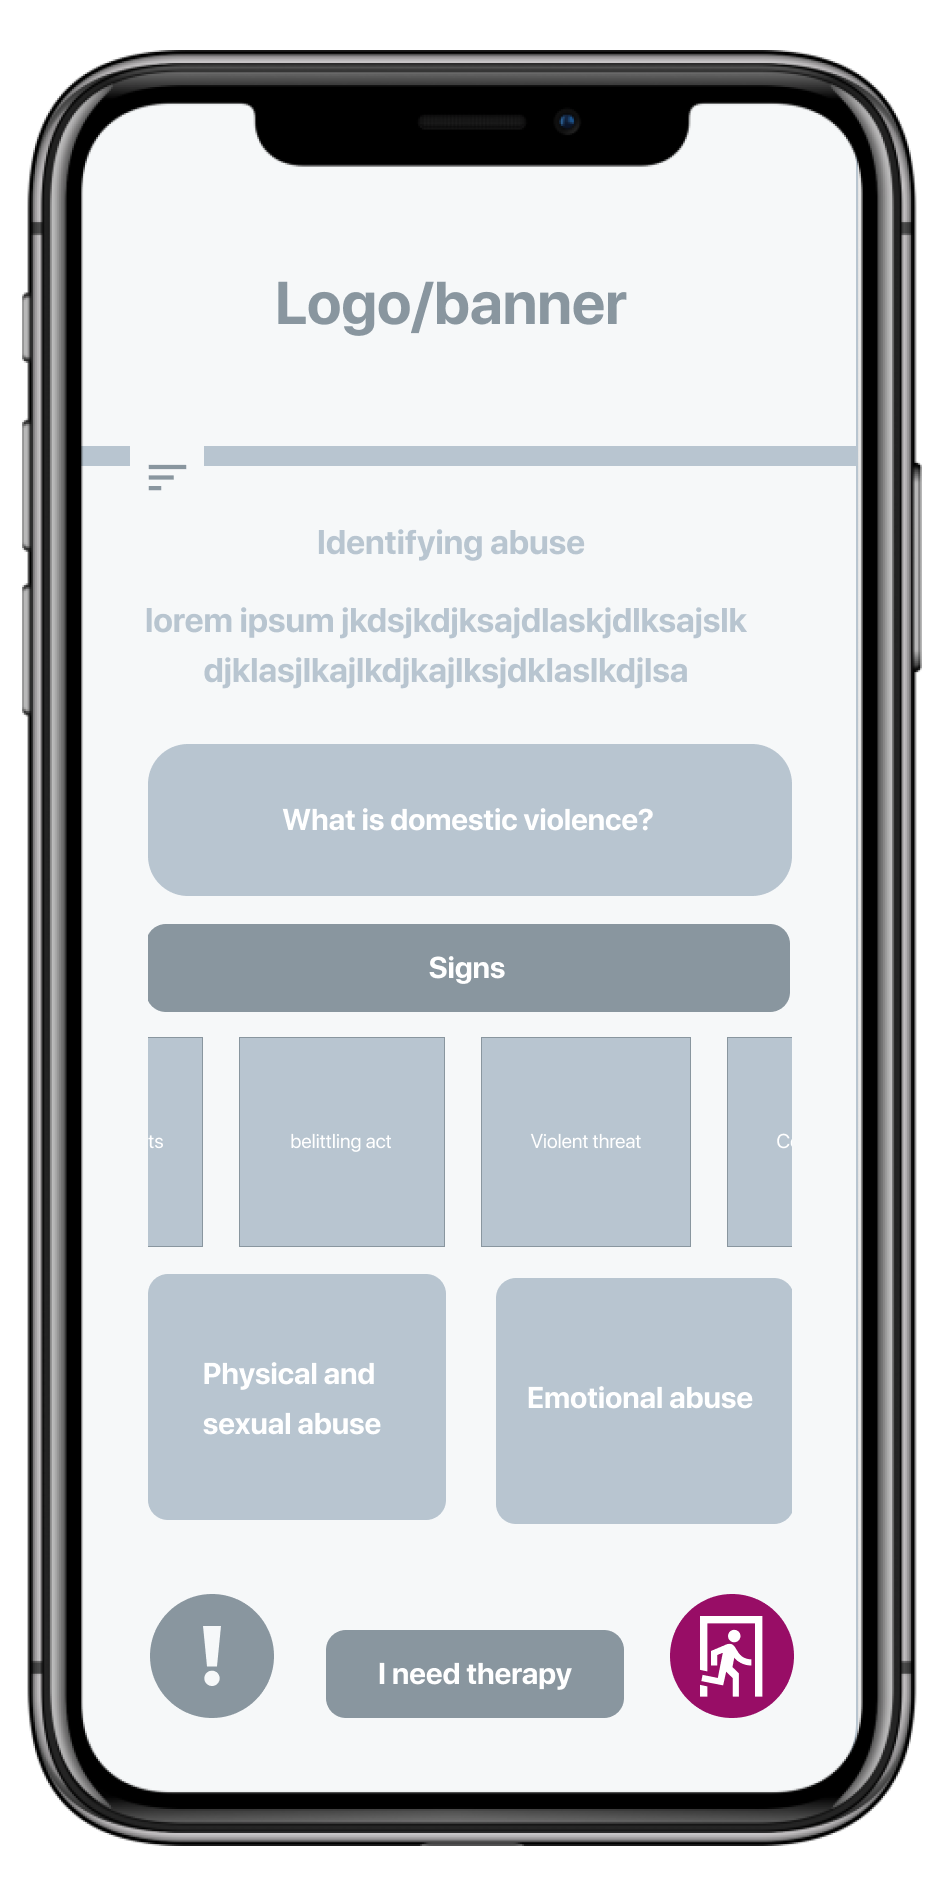 Logo/banner
Identifying abuse
lorem ipsum jkdsjkdjksajdlaskjdlksajslk
djklasjlkajlkdjkajlksjdklaslkdjlsa
What is domestic violence?
Signs
ts
belittling act
Violent threat
Physical and
sexual abuse
Emotional abuse
!
I need therapy